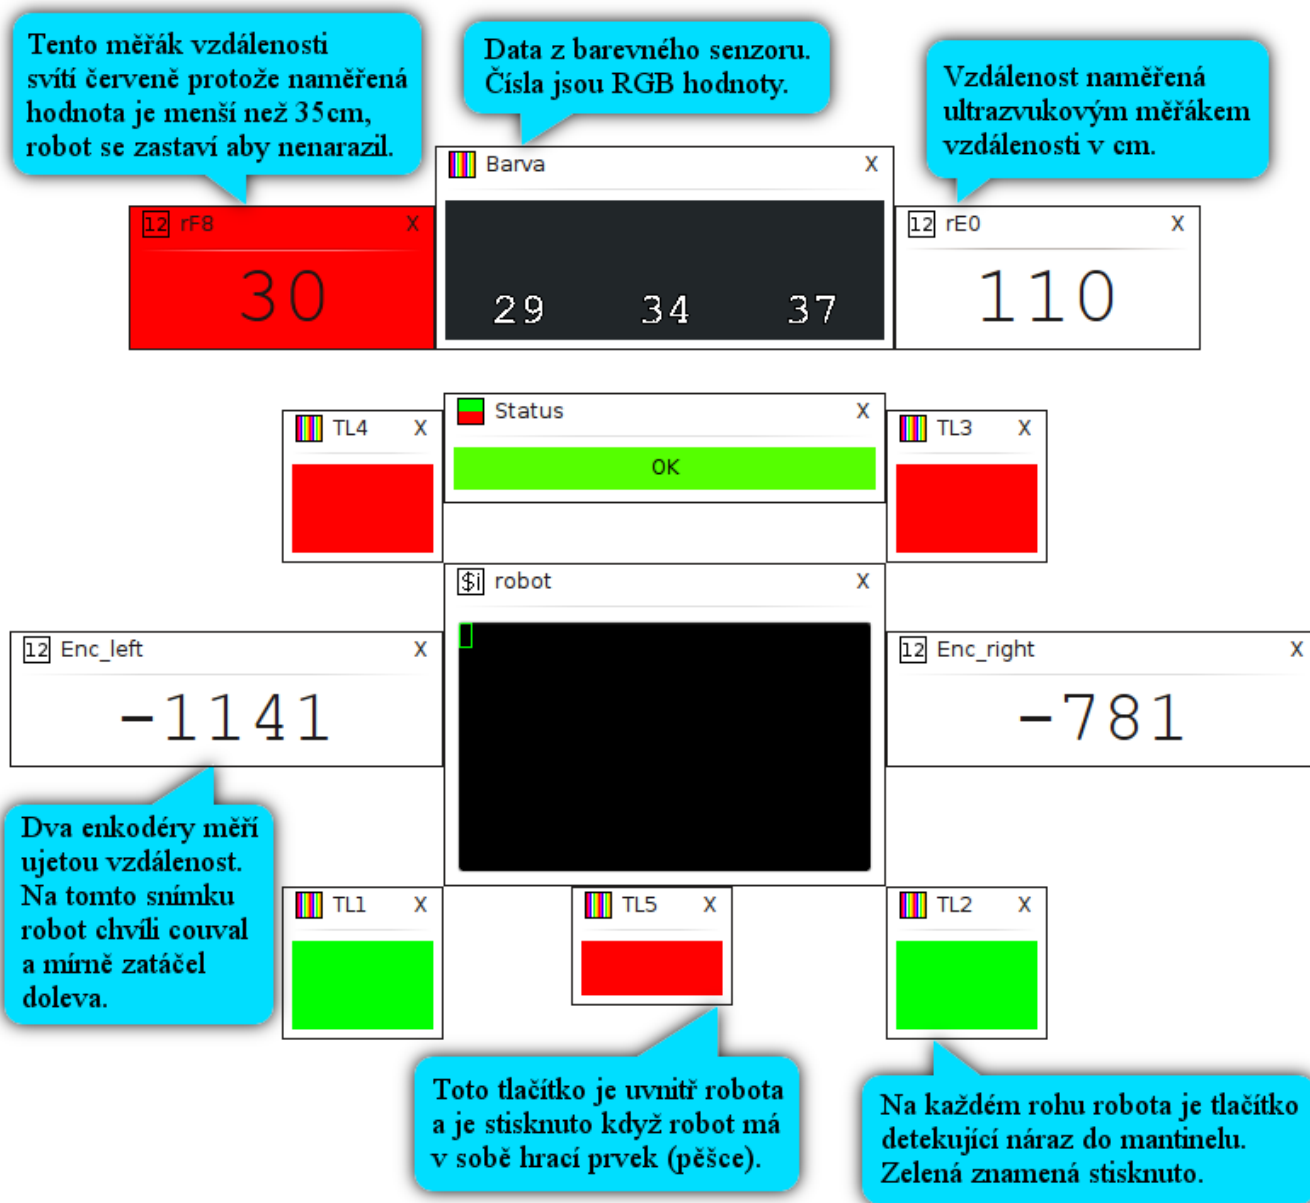 Tento měřák vzdálenosti
svítí červeně protože naměřená
hodnota je menší než 35cm,
robot se zastaví aby nenarazil.
Data z barevného senzoru.
Čísla jsou RGB hodnoty.
Vzdálenost naměřená
ultrazvukovým měřákem
vzdálenosti v cm.
12 rF8 X
30
Barva X
29 34 37
12 rE0 X
110
TL4 X
Status X
OK
TL3 X
$i robot X
12 Enc_left X
-1141
12 Enc_right X
-781
Dva enkodéry měří
ujetou vzdálenost.
Na tomto snímku
robot chvíli couval
a mírně zatáčel
doleva.
TL1 X
TL5 X
TL2 X
Toto tlačítko je uvnitř robota
a je stisknuto když robot má
v sobě hrací prvek (pěšce).
Na každém rohu robota je tlačítko
detekující náraz do mantinelu.
Zelená znamená stisknuto.